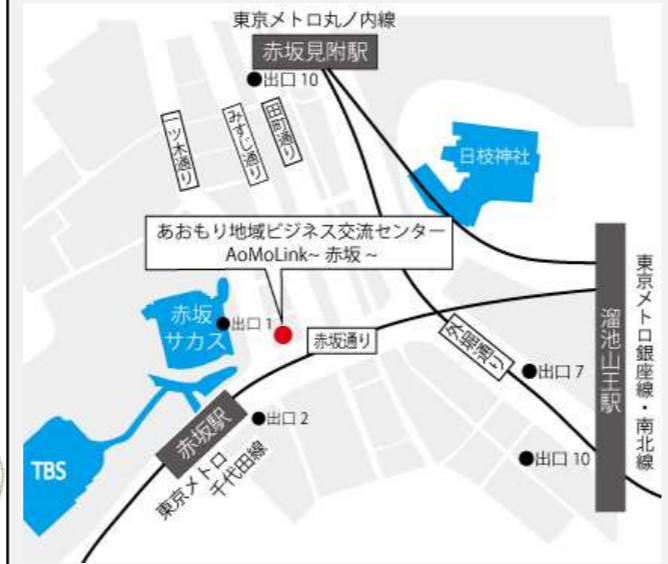 東京メトロ丸ノ内線
赤坂見附駅
●出口 10
一ツ木通り
みすじ通り
田町通り
日枝神社
あおもり地域ビジネス交流センター
AoMoLink~ 赤坂 ~
赤坂
サカス
●出口 1
赤坂通り
外堀通り
溜池山王駅
東京メトロ銀座線・南北線
●出口 7
●出口 2
赤坂駅
●出口 10
TBS
東京メトロ
千代田線